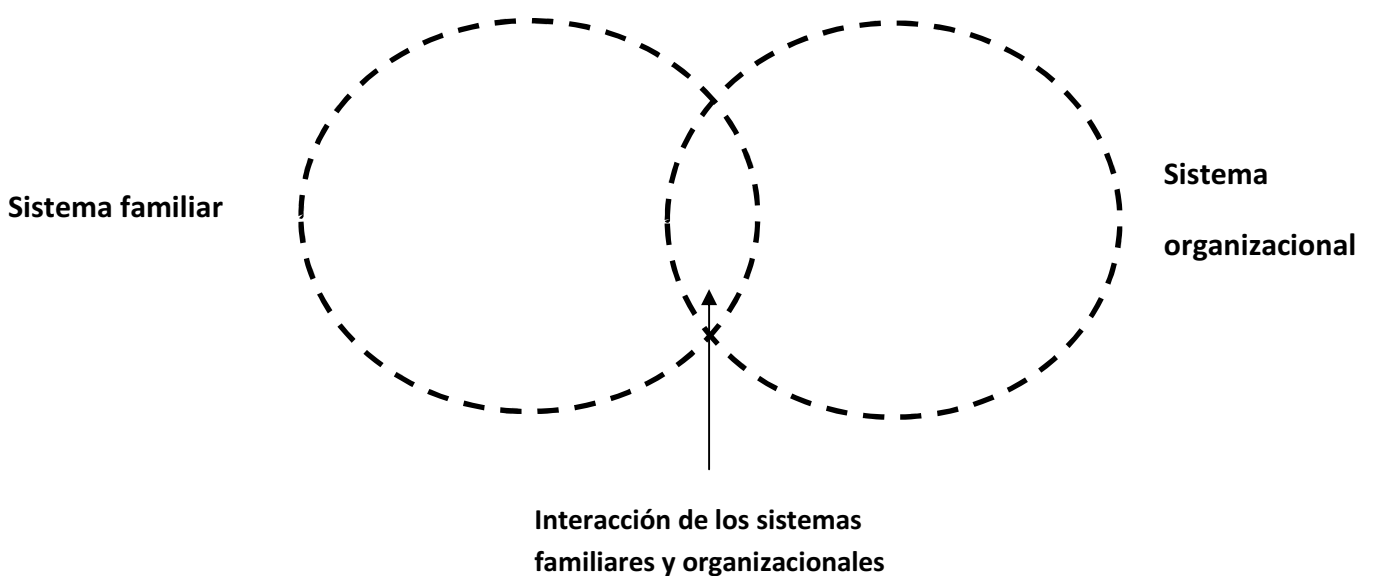 Sistema familiar
Sistema
organizacional
Interacción de los sistemas
familiares y organizacionales